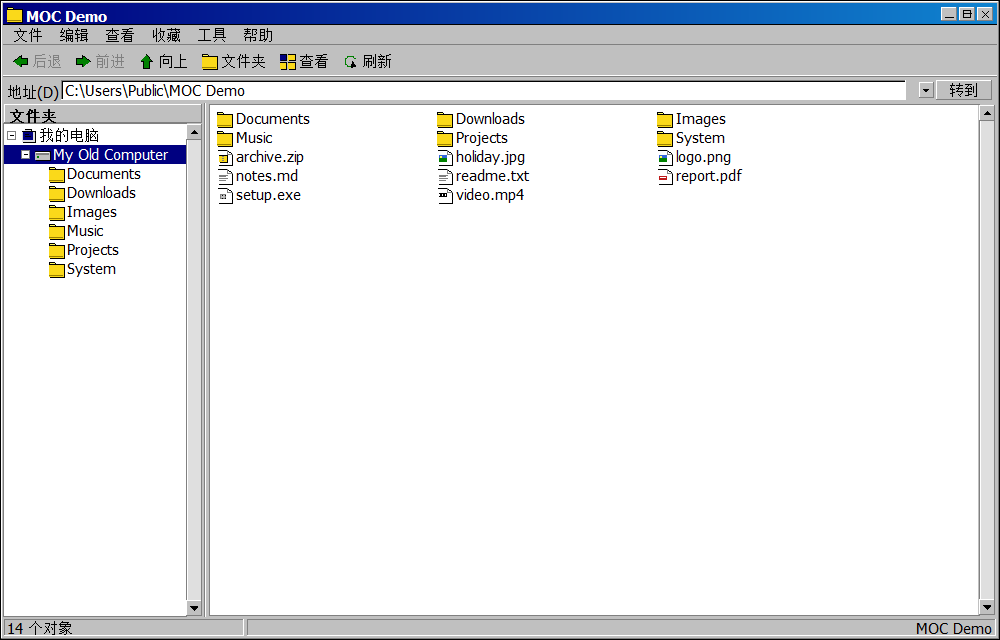 MOC Demo
文件 编辑 查看 收藏 工具 帮助
后退 前进 向上 文件夹 查看 刷新
地址(D) C:\Users\Public\MOC Demo 转到
文件夹
我的电脑
My Old Computer
Documents
Downloads
Images
Music
Projects
System
Documents Downloads Images
Music Projects System
archive.zip holiday.jpg logo.png
notes.md readme.txt report.pdf
setup.exe video.mp4
14 个对象 MOC Demo